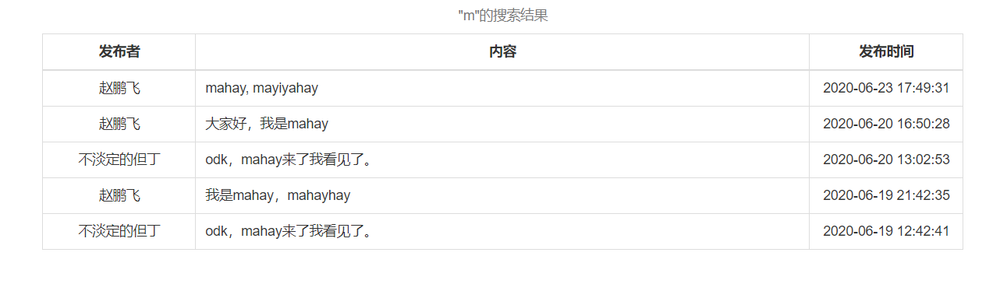 "m"的搜索结果
发布者 内容 发布时间
赵鹏飞 mahay, mayiyahay 2020-06-23 17:49:31
赵鹏飞 大家好，我是mahay 2020-06-20 16:50:28
不淡定的但丁 odk，mahay来了我看见了。 2020-06-20 13:02:53
赵鹏飞 我是mahay，mahayhay 2020-06-19 21:42:35
不淡定的但丁 odk，mahay来了我看见了。 2020-06-19 12:42:41